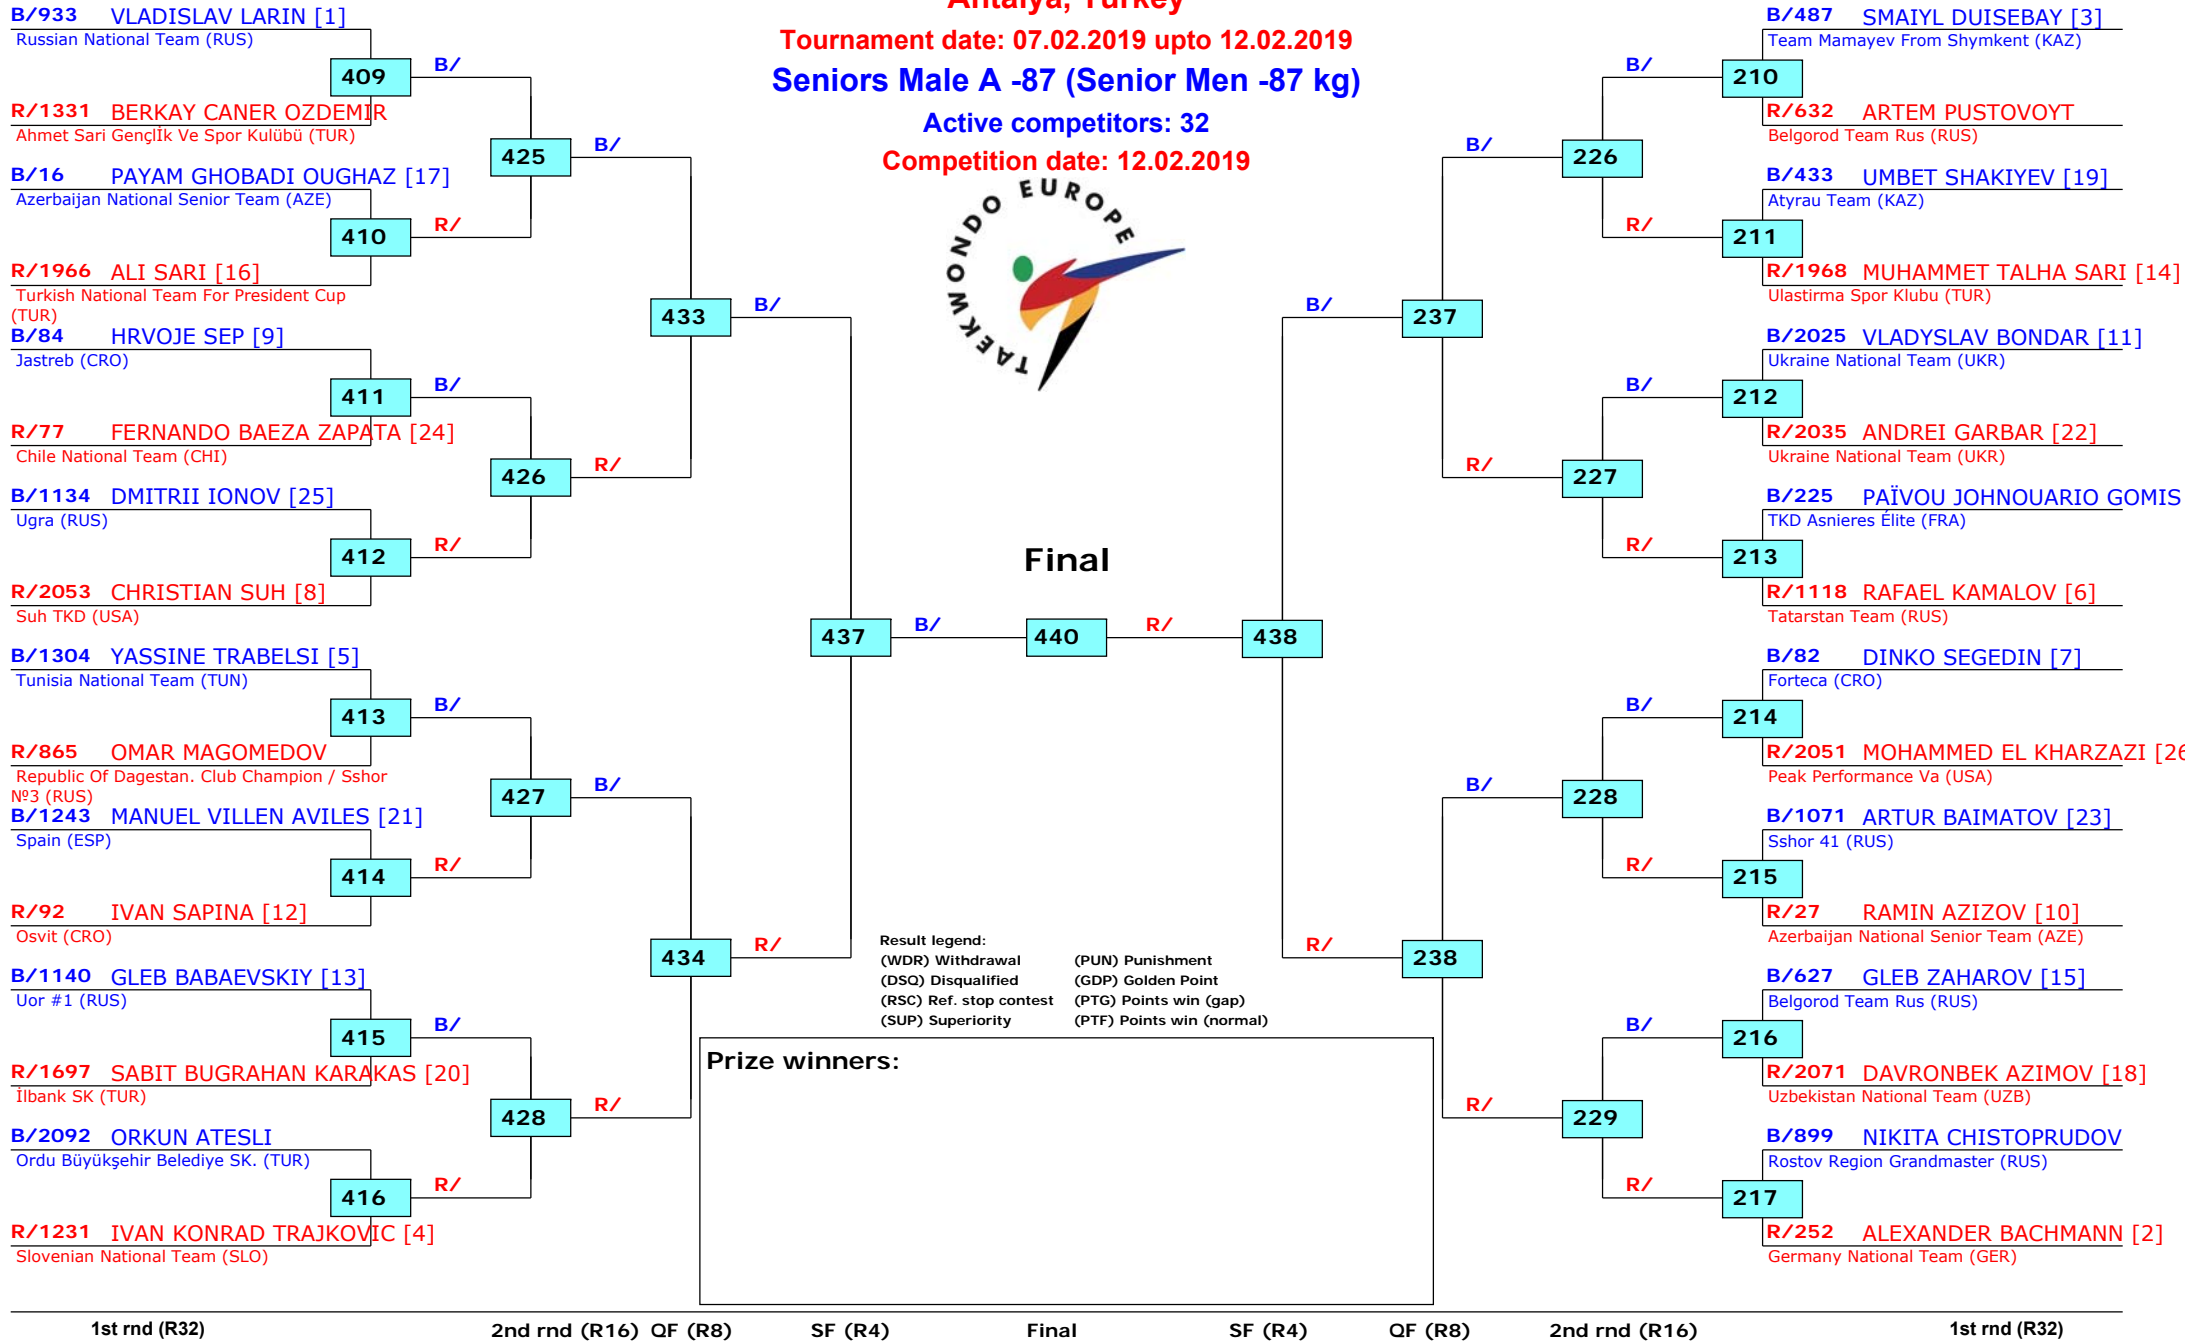 Antalya, Turkey
Tournament date: 07.02.2019 upto 12.02.2019
Seniors Male A -87 (Senior Men -87 kg)
Active competitors: 32
Competition date: 12.02.2019
TAEKWONDO EUROPE
B/933 VLADISLAV LARIN [1]
Russian National Team (RUS)
409
B/
R/1331 BERKAY CANER OZDEMIR
Ahmet Sari Gençlİk Ve Spor Kulübü (TUR)
425
B/
B/16 PAYAM GHOBADI OUGHAZ [17]
Azerbaijan National Senior Team (AZE)
410
R/
R/1966 ALI SARI [16]
Turkish National Team For President Cup
(TUR)
433
B/
B/84 HRVOJE SEP [9]
Jastreb (CRO)
411
B/
R/77 FERNANDO BAEZA ZAPATA [24]
Chile National Team (CHI)
426
R/
B/1134 DMITRII IONOV [25]
Ugra (RUS)
412
R/
R/2053 CHRISTIAN SUH [8]
Suh TKD (USA)
437
B/
B/1304 YASSINE TRABELSI [5]
Tunisia National Team (TUN)
413
B/
R/865 OMAR MAGOMEDOV
Republic Of Dagestan. Club Champion / Sshor
№3 (RUS)
427
B/
B/1243 MANUEL VILLEN AVILES [21]
Spain (ESP)
414
R/
R/92 IVAN SAPINA [12]
Osvit (CRO)
434
R/
B/1140 GLEB BABAEVSKIY [13]
Uor #1 (RUS)
415
B/
R/1697 SABIT BUGRAHAN KARAKAS [20]
İlbank SK (TUR)
428
R/
B/2092 ORKUN ATESLI
Ordu Büyükşehir Belediye SK. (TUR)
416
R/
R/1231 IVAN KONRAD TRAJKOVIC [4]
Slovenian National Team (SLO)
Final
440
R/
438
B/487 SMAIYL DUISEBAY [3]
Team Mamayev From Shymkent (KAZ)
B/
210
R/632 ARTEM PUSTOVOYT
Belgorod Team Rus (RUS)
B/
226
B/433 UMBET SHAKIYEV [19]
Atyrau Team (KAZ)
R/
211
R/1968 MUHAMMET TALHA SARI [14]
Ulastirma Spor Klubu (TUR)
B/
237
B/2025 VLADYSLAV BONDAR [11]
Ukraine National Team (UKR)
B/
212
R/2035 ANDREI GARBAR [22]
Ukraine National Team (UKR)
R/
227
B/225 PAÏVOU JOHNOUARIO GOMIS
TKD Asnieres Élite (FRA)
R/
213
R/1118 RAFAEL KAMALOV [6]
Tatarstan Team (RUS)
B/82 DINKO SEGEDIN [7]
Forteca (CRO)
B/
214
R/2051 MOHAMMED EL KHARZAZI [26
Peak Performance Va (USA)
B/
228
B/1071 ARTUR BAIMATOV [23]
Sshor 41 (RUS)
R/
215
R/27 RAMIN AZIZOV [10]
Azerbaijan National Senior Team (AZE)
R/
238
B/627 GLEB ZAHAROV [15]
Belgorod Team Rus (RUS)
B/
216
R/2071 DAVRONBEK AZIMOV [18]
Uzbekistan National Team (UZB)
R/
229
B/899 NIKITA CHISTOPRUDOV
Rostov Region Grandmaster (RUS)
R/
217
R/252 ALEXANDER BACHMANN [2]
Germany National Team (GER)
Result legend:
(WDR) Withdrawal (PUN) Punishment
(DSQ) Disqualified (GDP) Golden Point
(RSC) Ref. stop contest (PTG) Points win (gap)
(SUP) Superiority (PTF) Points win (normal)
Prize winners:
1st rnd (R32) 2nd rnd (R16) QF (R8) SF (R4) Final SF (R4) QF (R8) 2nd rnd (R16) 1st rnd (R32)